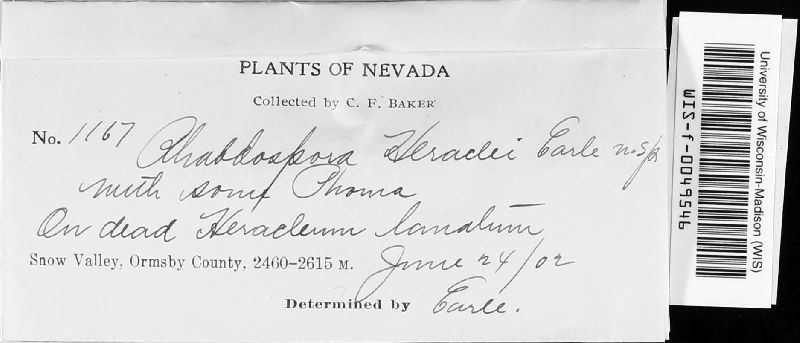 PLANTS OF NEVADA
Collected by C. F. BAKER
No. 1167 Rhabdospora Heraclei Earle n.sp.
with some Phoma
On dead Heracleum lanatum
Snow Valley, Ormsby County, 2460-2615 M. June 24/02
Determined by Earle.
University of Wisconsin-Madison (WIS)
WIS-f-0049546